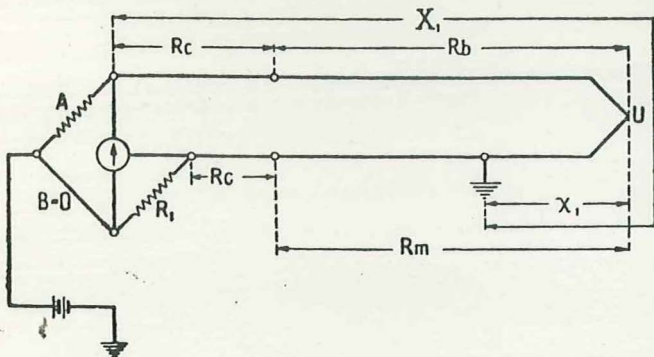 X₁
Rc Rb
A
U
B=0 R₁ Rc
x₁
Rm